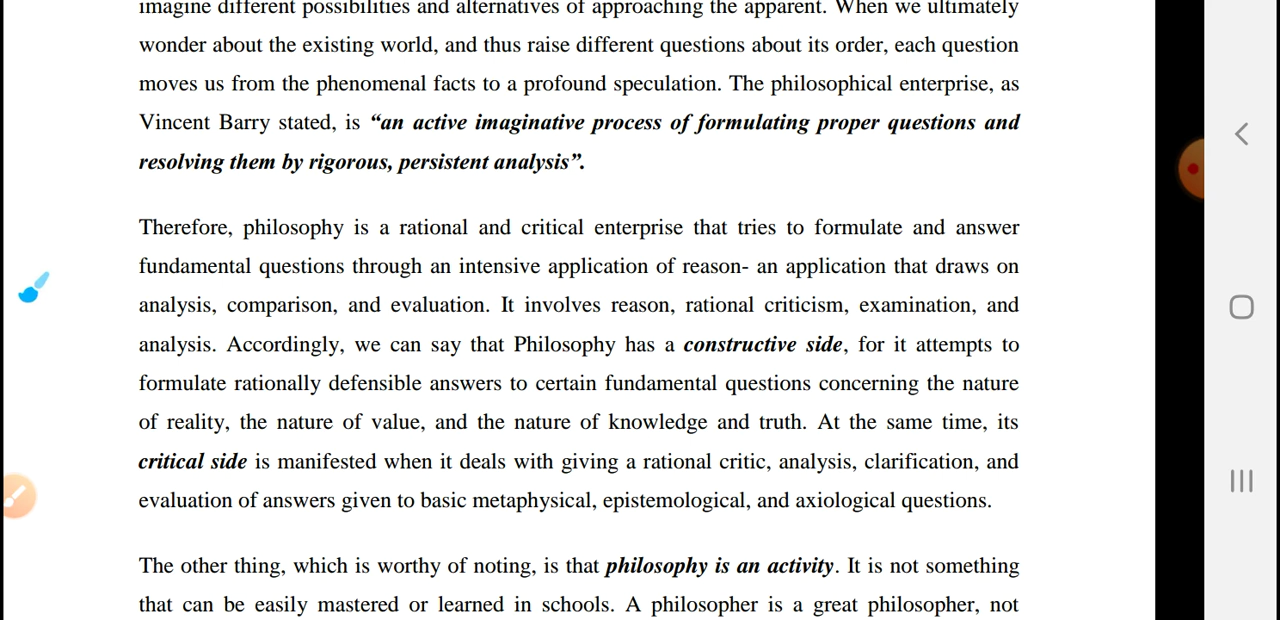 imagine different possibilities and alternatives of approaching the apparent. When we ultimately
wonder about the existing world, and thus raise different questions about its order, each question
moves us from the phenomenal facts to a profound speculation. The philosophical enterprise, as
Vincent Barry stated, is “an active imaginative process of formulating proper questions and
resolving them by rigorous, persistent analysis”.
Therefore, philosophy is a rational and critical enterprise that tries to formulate and answer
fundamental questions through an intensive application of reason- an application that draws on
analysis, comparison, and evaluation. It involves reason, rational criticism, examination, and
analysis. Accordingly, we can say that Philosophy has a constructive side, for it attempts to
formulate rationally defensible answers to certain fundamental questions concerning the nature
of reality, the nature of value, and the nature of knowledge and truth. At the same time, its
critical side is manifested when it deals with giving a rational critic, analysis, clarification, and
evaluation of answers given to basic metaphysical, epistemological, and axiological questions.
The other thing, which is worthy of noting, is that philosophy is an activity. It is not something
that can be easily mastered or learned in schools. A philosopher is a great philosopher, not